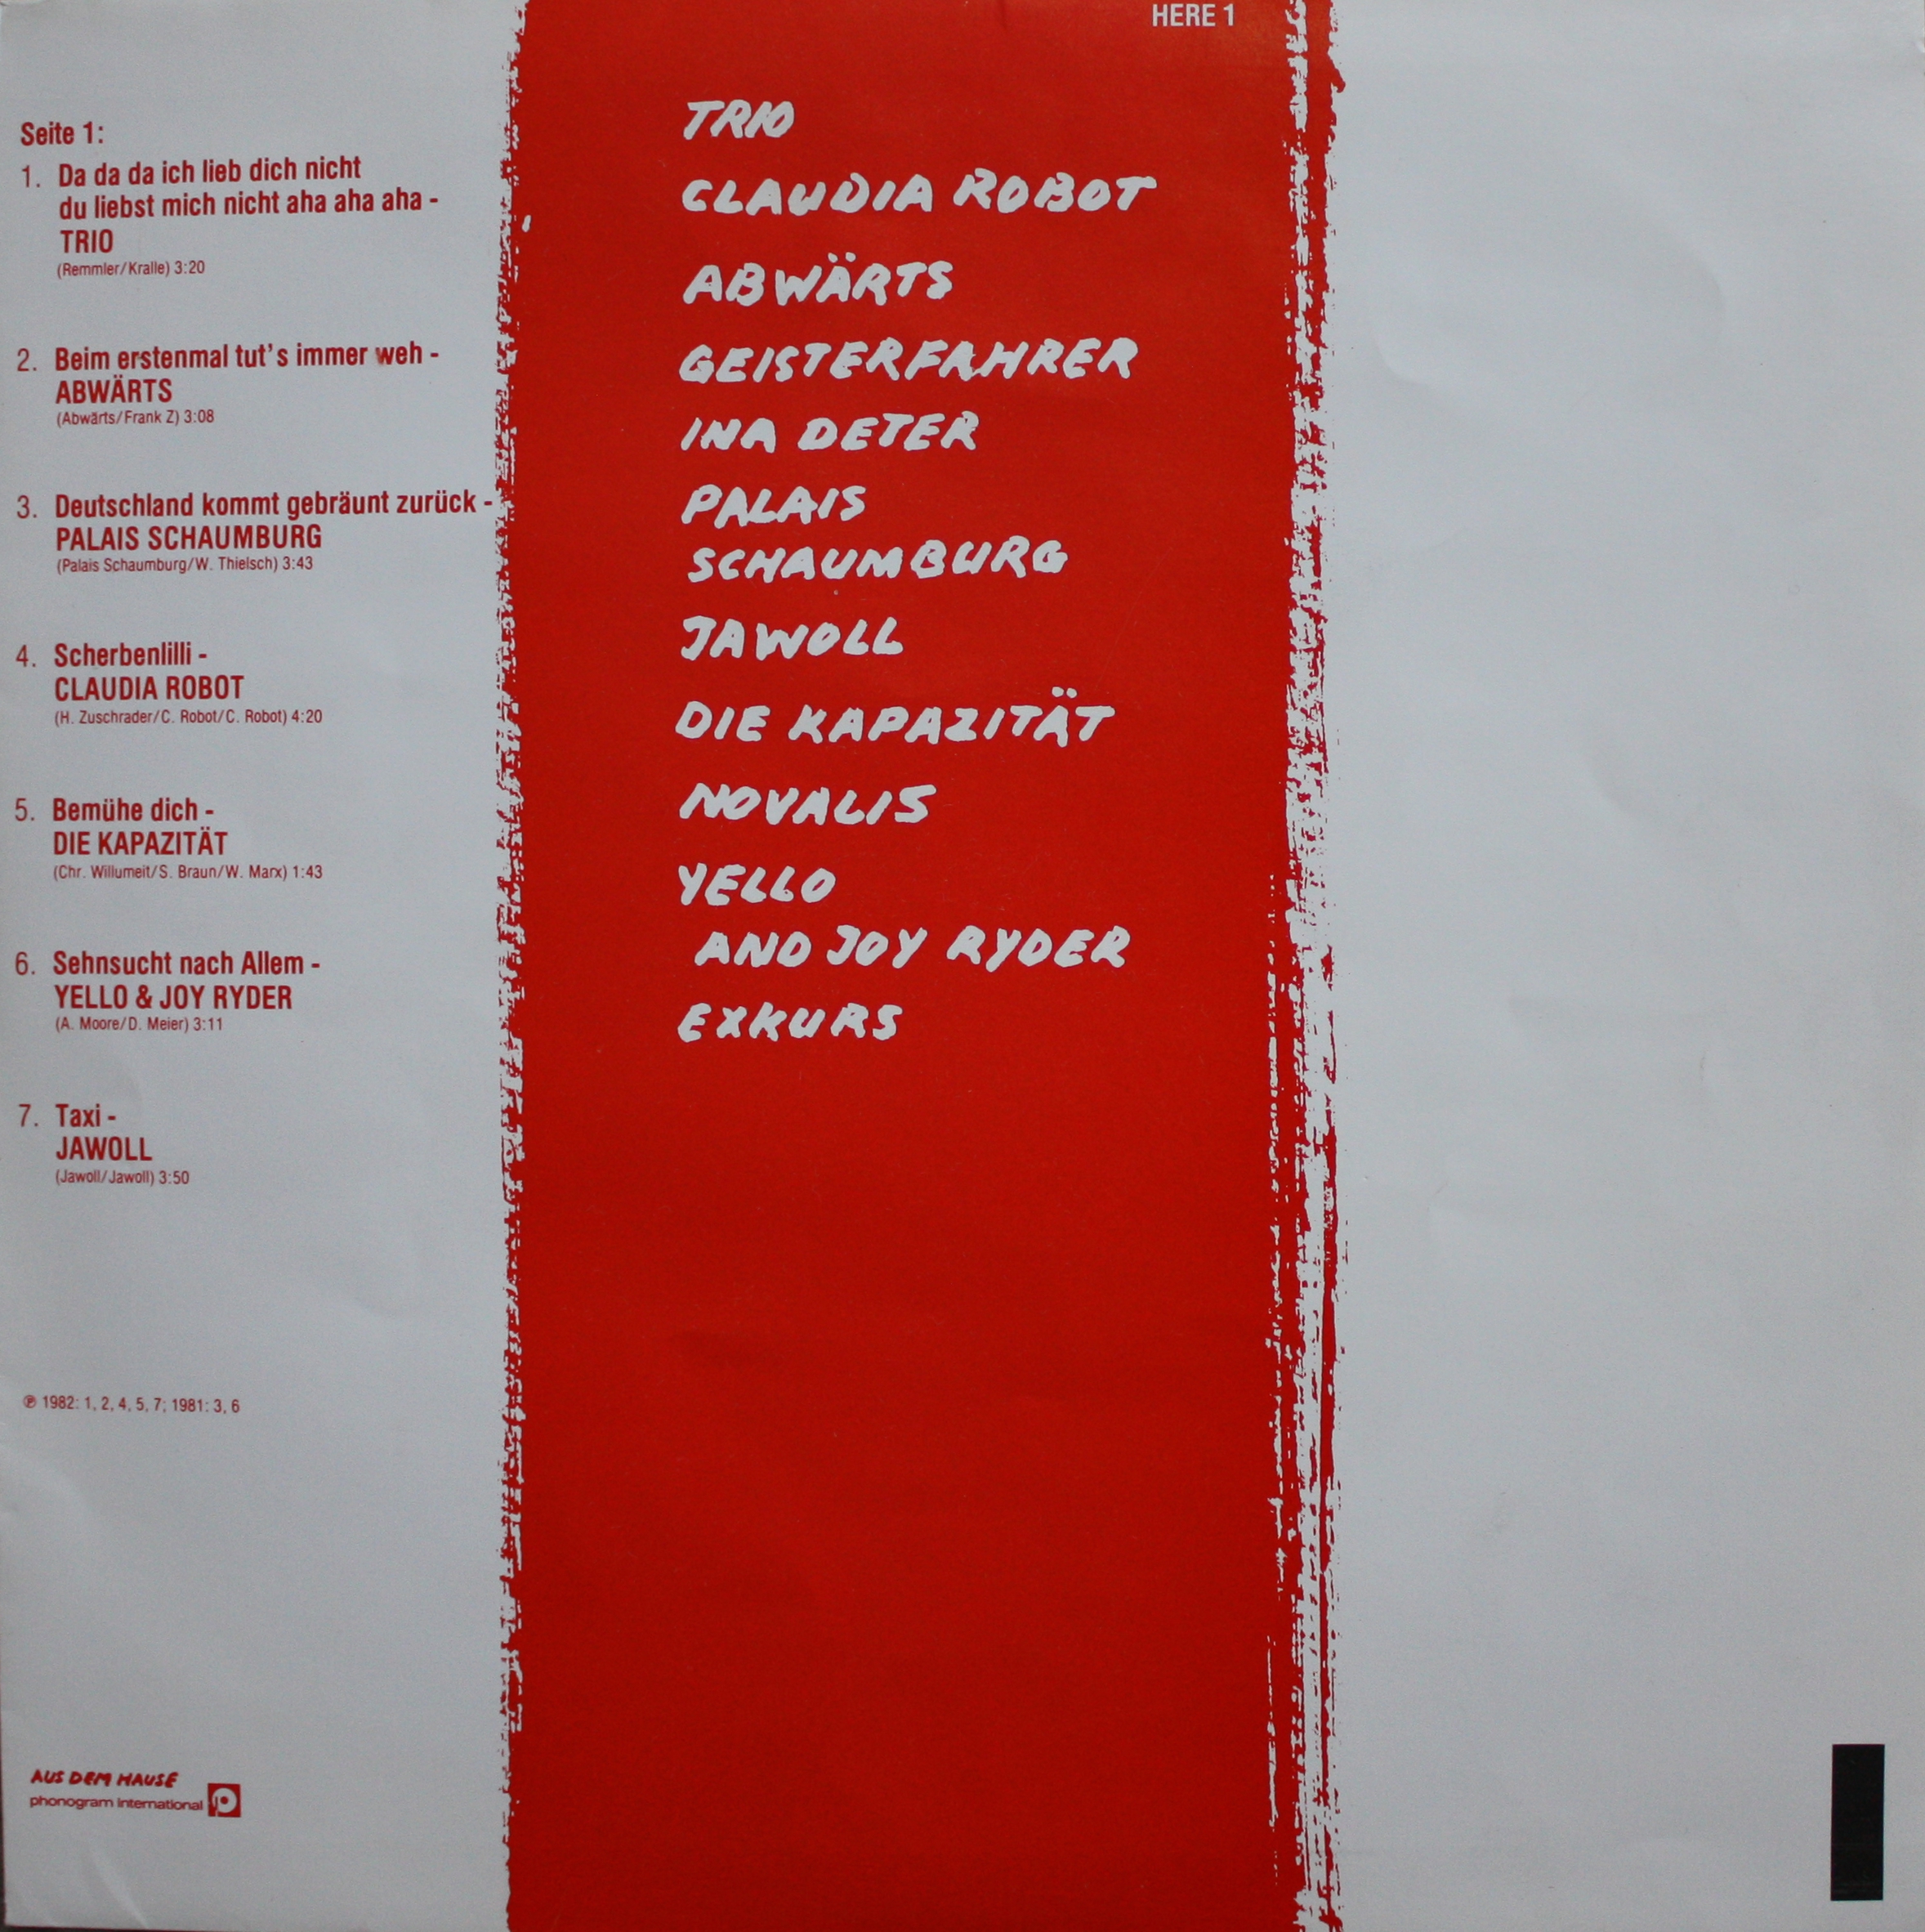 HERE 1
Seite 1:
1. Da da da ich lieb dich nicht
du liebst mich nicht aha aha aha -
TRIO
(Remmler/Kralle) 3:20
2. Beim erstenmal tut's immer weh -
ABWÄRTS
(Abwärts/Frank Z) 3:08
3. Deutschland kommt gebräunt zurück -
PALAIS SCHAUMBURG
(Palais Schaumburg/W. Thielsch) 3:43
4. Scherbenlilli -
CLAUDIA ROBOT
(H. Zuschrader/C. Robot/C. Robot) 4:20
5. Bemühe dich -
DIE KAPAZITÄT
(Chr. Willumeit/S. Braun/W. Marx) 1:43
6. Sehnsucht nach Allem -
YELLO & JOY RYDER
(A. Moore/D. Meier) 3:11
7. Taxi -
JAWOLL
(Jawoll/Jawoll) 3:50
℗ 1982: 1, 2, 4, 5, 7; 1981: 3, 6
AUS DEM HAUSE
phonogram international
TRIO
CLAUDIA ROBOT
ABWÄRTS
GEISTERFAHRER
INA DETER
PALAIS
SCHAUMBURG
JAWOLL
DIE KAPAZITÄT
NOVALIS
YELLO
AND JOY RYDER
EXKURS